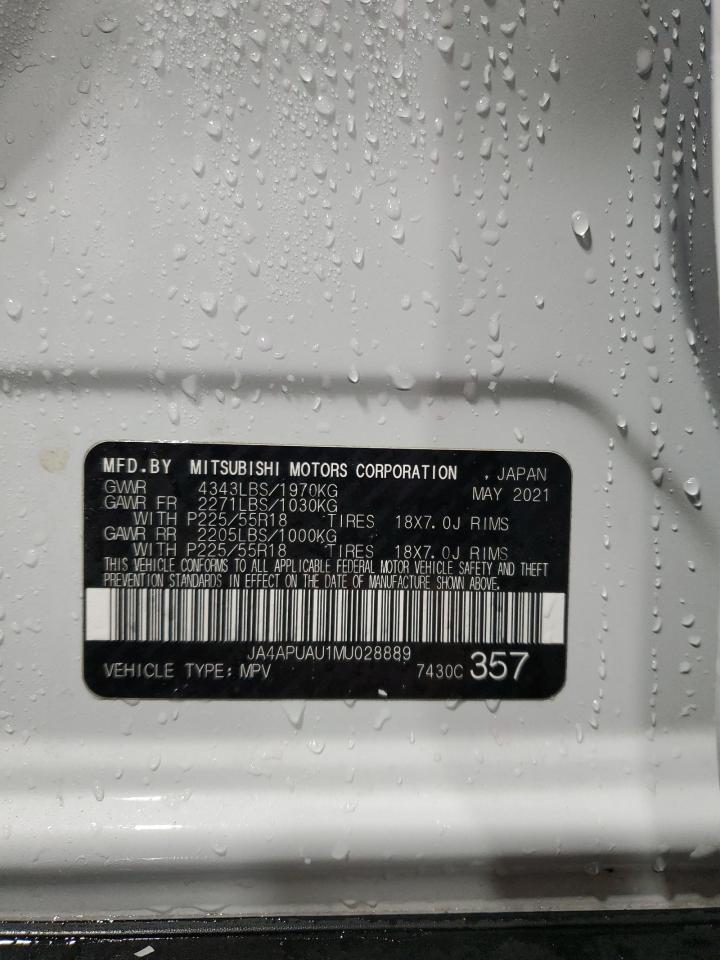 MFD.BY MITSUBISHI MOTORS CORPORATION , JAPAN
GVWR 4343LBS/1970KG MAY 2021
GAWR FR 2271LBS/1030KG
WITH P225/55R18 TIRES 18X7.0J RIMS
GAWR RR 2205LBS/1000KG
WITH P225/55R18 TIRES 18X7.0J RIMS
THIS VEHICLE CONFORMS TO ALL APPLICABLE FEDERAL MOTOR VEHICLE SAFETY AND THEFT
PREVENTION STANDARDS IN EFFECT ON THE DATE OF MANUFACTURE SHOWN ABOVE.
JA4APUAU1MU028889
VEHICLE TYPE: MPV 7430C 357